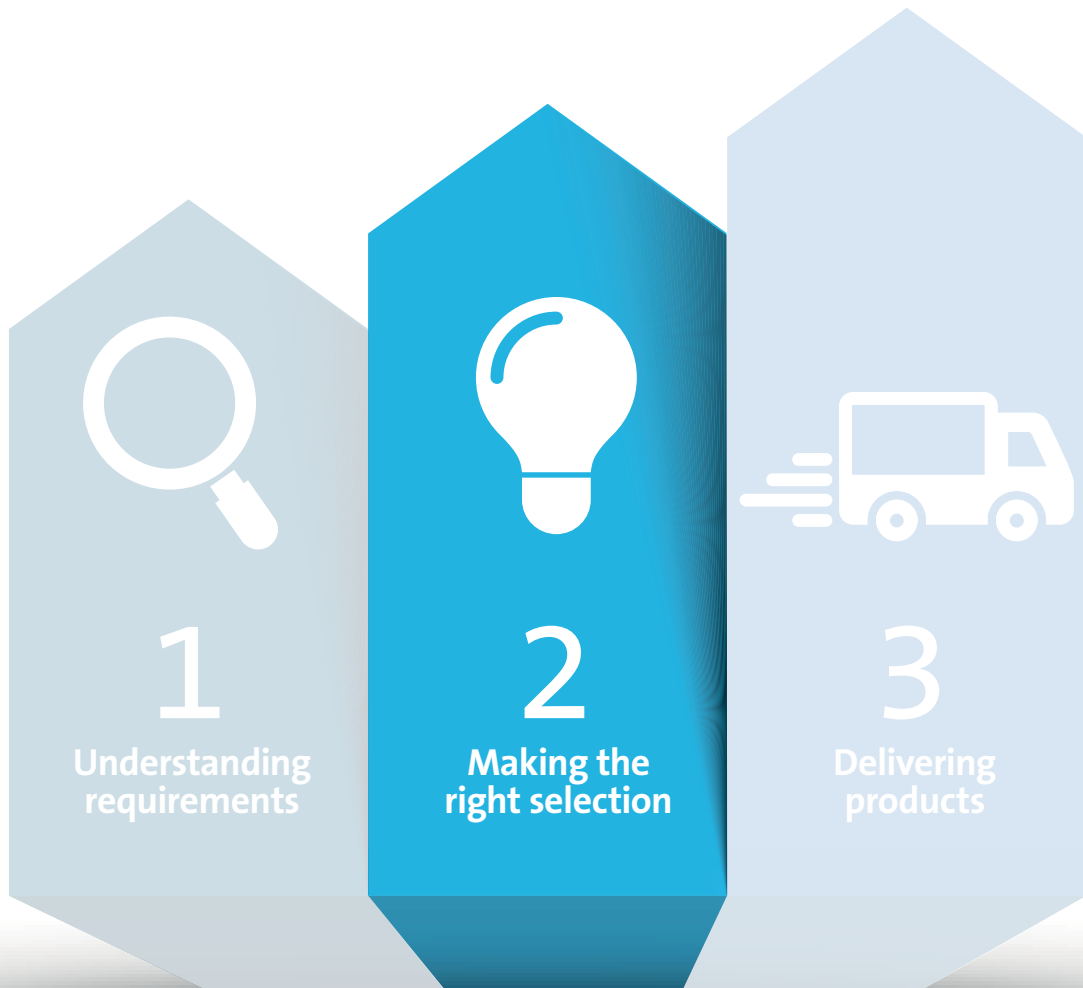 1
Understanding
requirements
2
Making the
right selection
3
Delivering
products